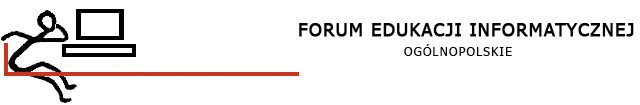 FORUM EDUKACJI INFORMATYCZNEJ
OGÓLNOPOLSKIE